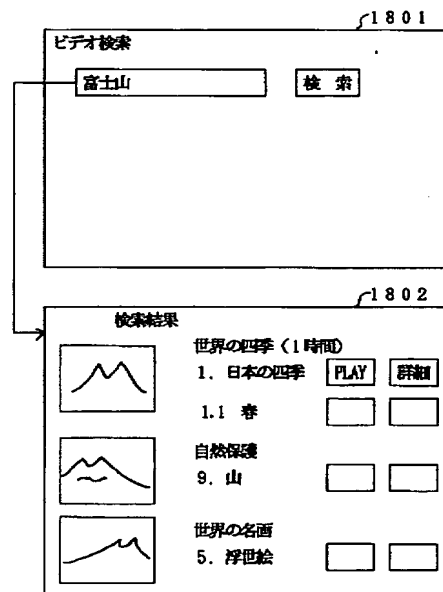 1801
ビデオ検索
富士山 検 索
1802
検索結果
世界の四季（1時間）
1. 日本の四季 PLAY 詳細
1.1 春
自然保護
9. 山
世界の名画
5. 浮世絵